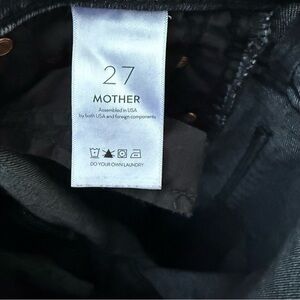 27
MOTHER
Assembled in USA
by both USA and foreign components
DO YOUR OWN LAUNDRY